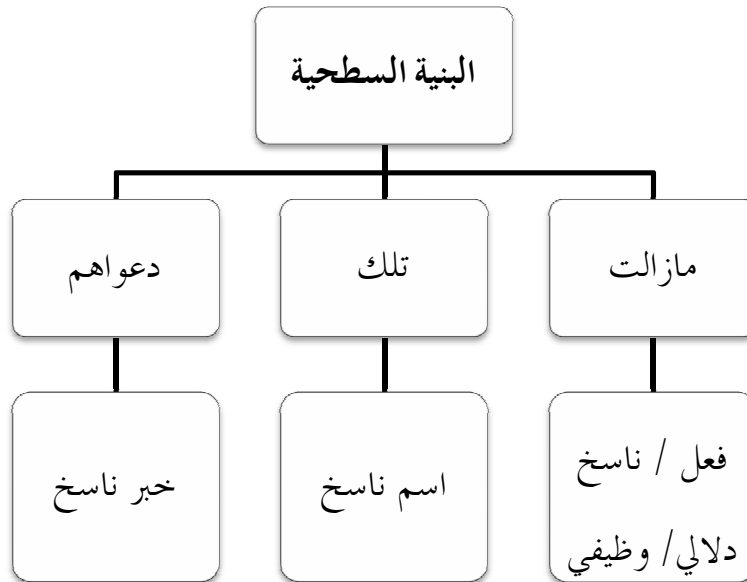 البنية السطحية
مازالت
تلك
دعواهم
فعل / ناسخ
دلالي/ وظيفي
اسم ناسخ
خبر ناسخ